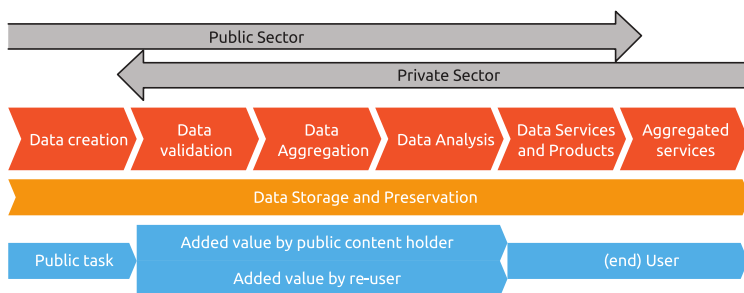 Public Sector
Private Sector
Data creation
Data
validation
Data
Aggregation
Data Analysis
Data Services
and Products
Aggregated
services
Data Storage and Preservation
Public task
Added value by public content holder
Added value by re-user
(end) User